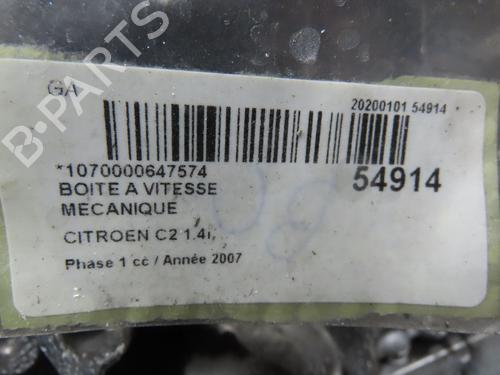 GA
20200101 54914
*1070000647574
54914
BOITE A VITESSE
MECANIQUE
CITROEN C2 1.4i
Phase 1 cc / Année 2007
B-PARTS